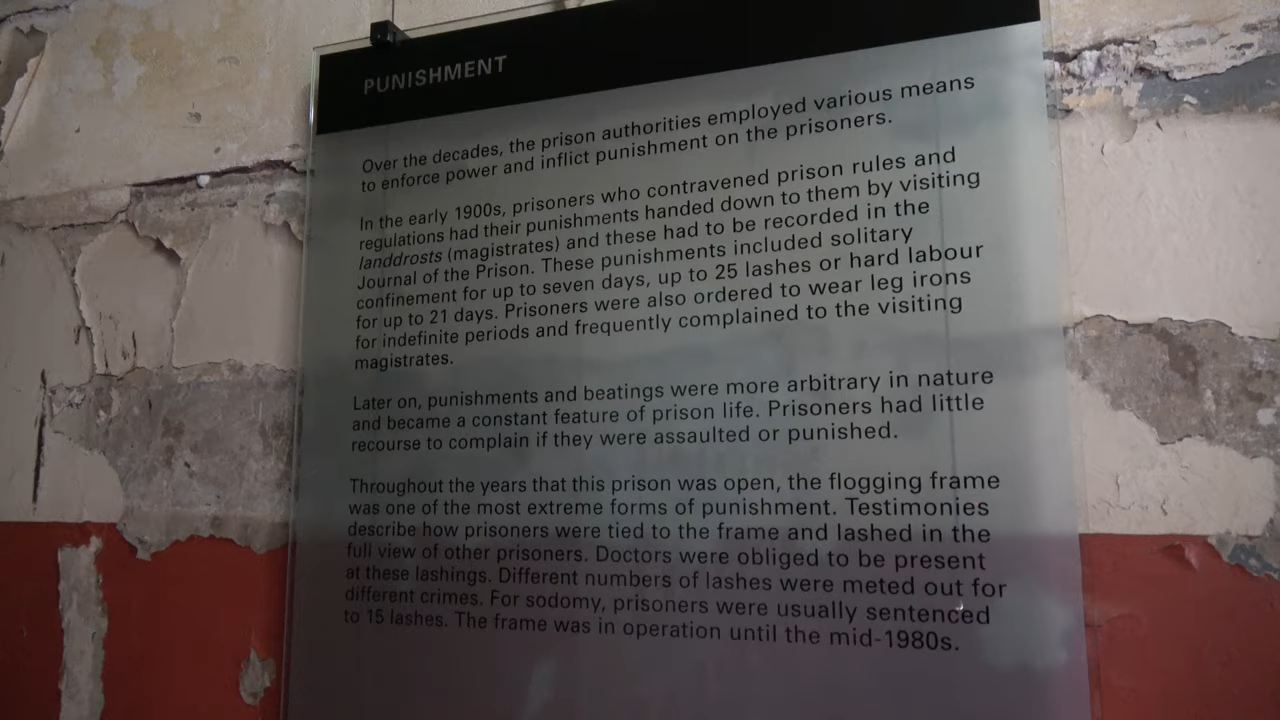 PUNISHMENT
Over the decades, the prison authorities employed various means
to enforce power and inflict punishment on the prisoners.
In the early 1900s, prisoners who contravened prison rules and
regulations had their punishments handed down to them by visiting
landdrosts (magistrates) and these had to be recorded in the
Journal of the Prison. These punishments included solitary
confinement for up to seven days, up to 25 lashes or hard labour
for up to 21 days. Prisoners were also ordered to wear leg irons
for indefinite periods and frequently complained to the visiting
magistrates.
Later on, punishments and beatings were more arbitrary in nature
and became a constant feature of prison life. Prisoners had little
recourse to complain if they were assaulted or punished.
Throughout the years that this prison was open, the flogging frame
was one of the most extreme forms of punishment. Testimonies
describe how prisoners were tied to the frame and lashed in the
full view of other prisoners. Doctors were obliged to be present
at these lashings. Different numbers of lashes were meted out for
different crimes. For sodomy, prisoners were usually sentenced
to 15 lashes. The frame was in operation until the mid-1980s.